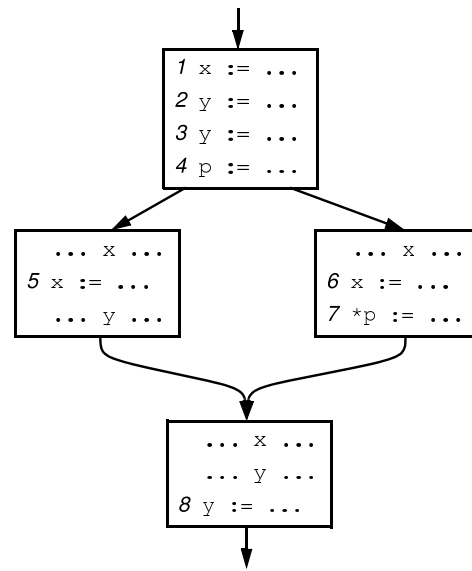 1 x := ...
2 y := ...
3 y := ...
4 p := ...
... x ...
5 x := ...
... y ...
... x ...
6 x := ...
7 *p := ...
... x ...
... y ...
8 y := ...